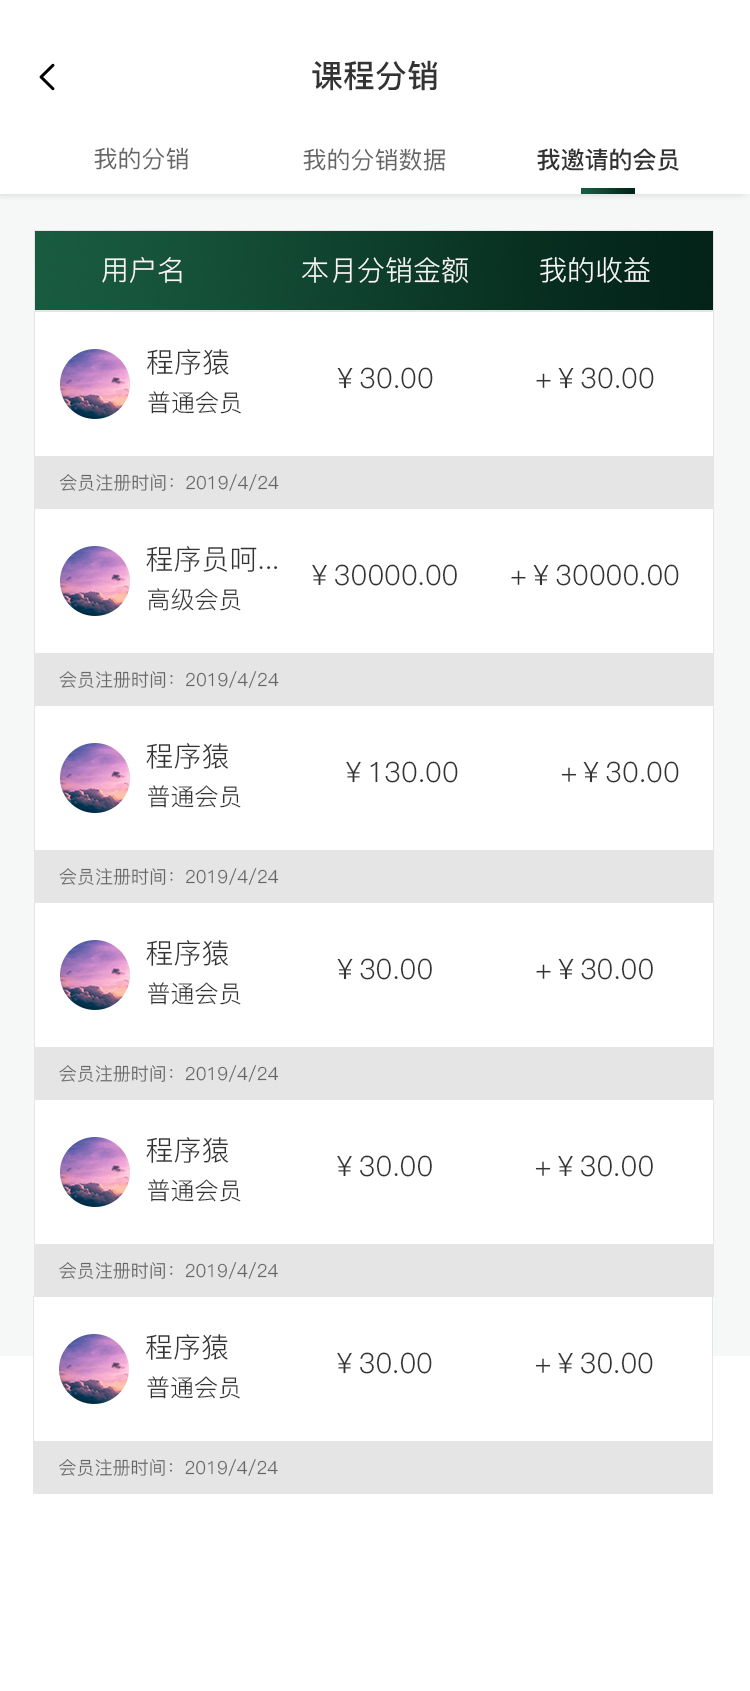 课程分销
我的分销 我的分销数据 我邀请的会员
用户名 本月分销金额 我的收益
程序猿
普通会员
¥30.00 +¥30.00
会员注册时间：2019/4/24
程序员呵...
高级会员
¥30000.00 +¥30000.00
会员注册时间：2019/4/24
程序猿
普通会员
¥130.00 +¥30.00
会员注册时间：2019/4/24
程序猿
普通会员
¥30.00 +¥30.00
会员注册时间：2019/4/24
程序猿
普通会员
¥30.00 +¥30.00
会员注册时间：2019/4/24
程序猿
普通会员
¥30.00 +¥30.00
会员注册时间：2019/4/24